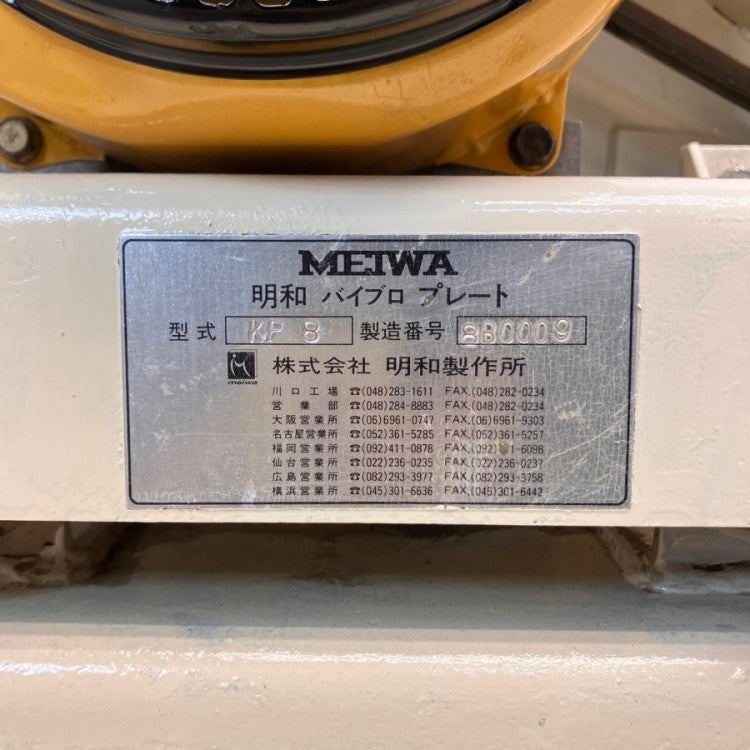 MEIWA
明和 バイブロ プレート
型式 KP 8 製造番号 8B0009
meiwa 株式会社 明和製作所
川口工場 ☎(048)283-1611 FAX.(048)282-0234
営業部 ☎(048)284-8883 FAX.(048)282-0234
大阪営業所 ☎(06)6961-0747 FAX.(06)6961-9303
名古屋営業所 ☎(052)361-5285 FAX.(052)361-5257
福岡営業所 ☎(092)411-0878 FAX.
仙台営業所 ☎(022)236-0235 FAX.(022)236-0237
広島営業所 ☎(082)293-3977 FAX.(082)293-3758
横浜営業所 ☎(045)301-6636 FAX.(045)301-6442